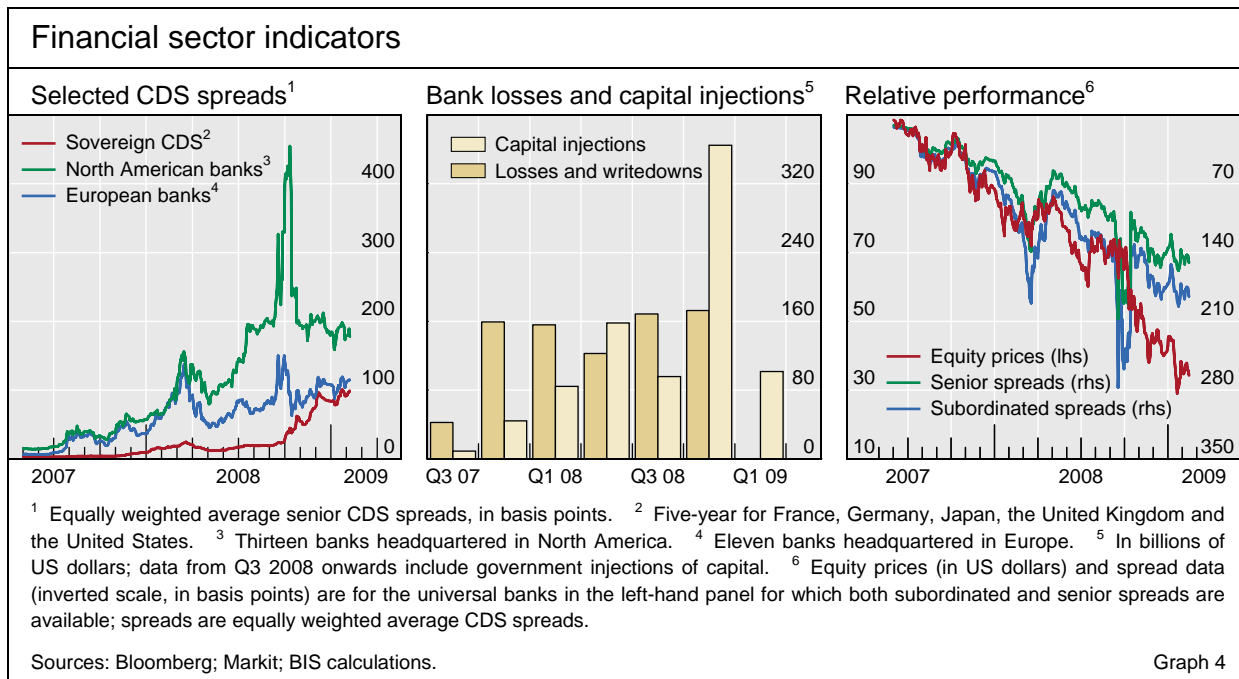 Financial sector indicators
Selected CDS spreads¹
Sovereign CDS²
North American banks³
European banks⁴
400
300
200
100
0
2007 2008 2009
Bank losses and capital injections⁵
Capital injections
Losses and writedowns
320
240
160
80
0
Q3 07 Q1 08 Q3 08 Q1 09
Relative performance⁶
90 70
70 140
50 210
Equity prices (lhs)
Senior spreads (rhs)
Subordinated spreads (rhs)
30 280
10 350
2007 2008 2009
¹ Equally weighted average senior CDS spreads, in basis points. ² Five-year for France, Germany, Japan, the United Kingdom and
the United States. ³ Thirteen banks headquartered in North America. ⁴ Eleven banks headquartered in Europe. ⁵ In billions of
US dollars; data from Q3 2008 onwards include government injections of capital. ⁶ Equity prices (in US dollars) and spread data
(inverted scale, in basis points) are for the universal banks in the left-hand panel for which both subordinated and senior spreads are
available; spreads are equally weighted average CDS spreads.
Sources: Bloomberg; Markit; BIS calculations. Graph 4